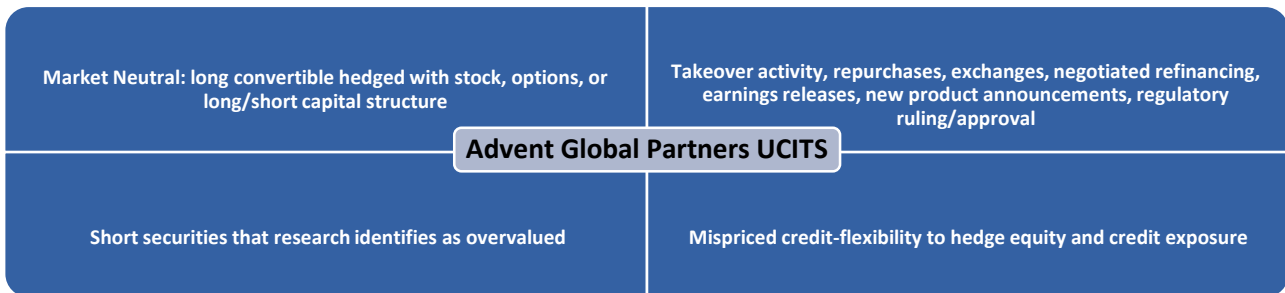 Market Neutral: long convertible hedged with stock, options, or
long/short capital structure
Takeover activity, repurchases, exchanges, negotiated refinancing,
earnings releases, new product announcements, regulatory
ruling/approval
Advent Global Partners UCITS
Short securities that research identifies as overvalued
Mispriced credit-flexibility to hedge equity and credit exposure